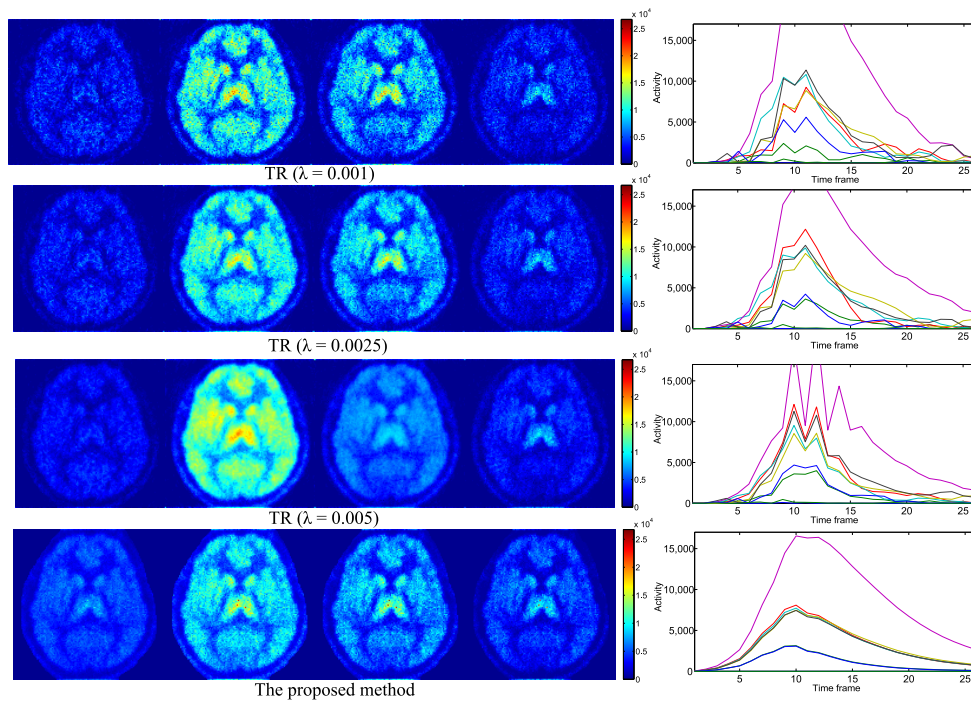 x 10⁴
2.5
2
1.5
1
0.5
0
TR (λ = 0.001)
Activity
15,000
10,000
5,000
0
5 10 15 20 25
Time frame
x 10⁴
2.5
2
1.5
1
0.5
0
TR (λ = 0.0025)
Activity
15,000
10,000
5,000
0
5 10 15 20 25
Time frame
x 10⁴
2.5
2
1.5
1
0.5
0
TR (λ = 0.005)
Activity
15,000
10,000
5,000
0
5 10 15 20 25
Time frame
x 10⁴
2.5
2
1.5
1
0.5
0
The proposed method
Activity
15,000
10,000
5,000
0
5 10 15 20 25
Time frame